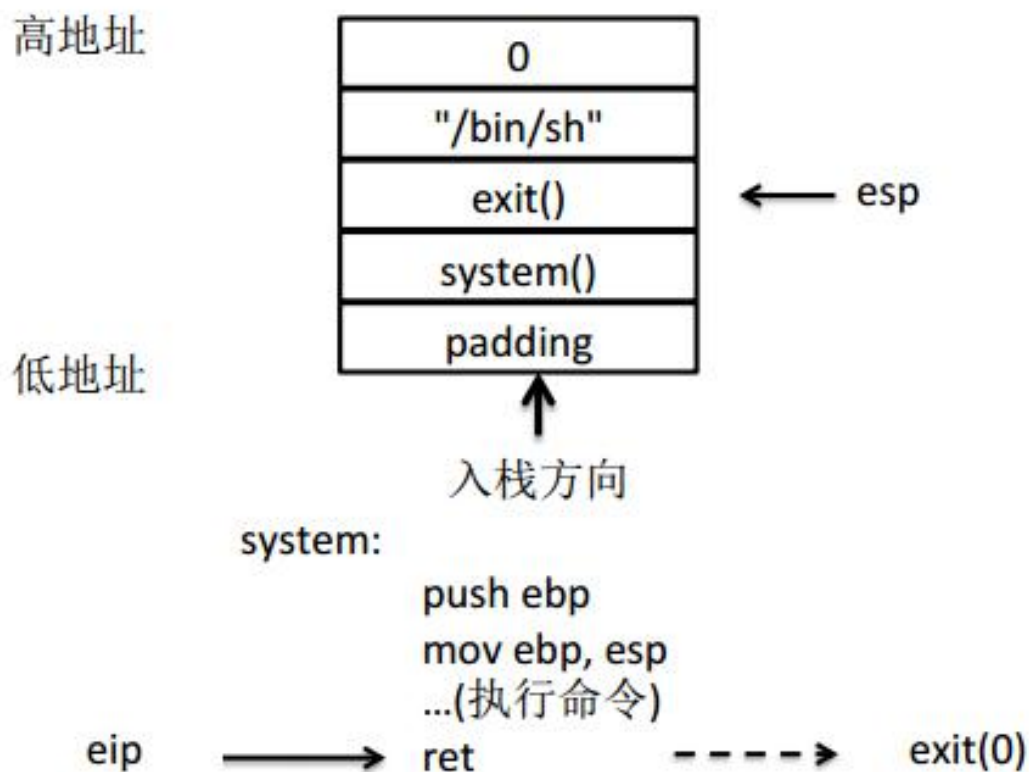 高地址
0
"/bin/sh"
exit()
esp
system()
padding
低地址
入栈方向
system:
push ebp
mov ebp, esp
...(执行命令)
eip
ret
exit(0)